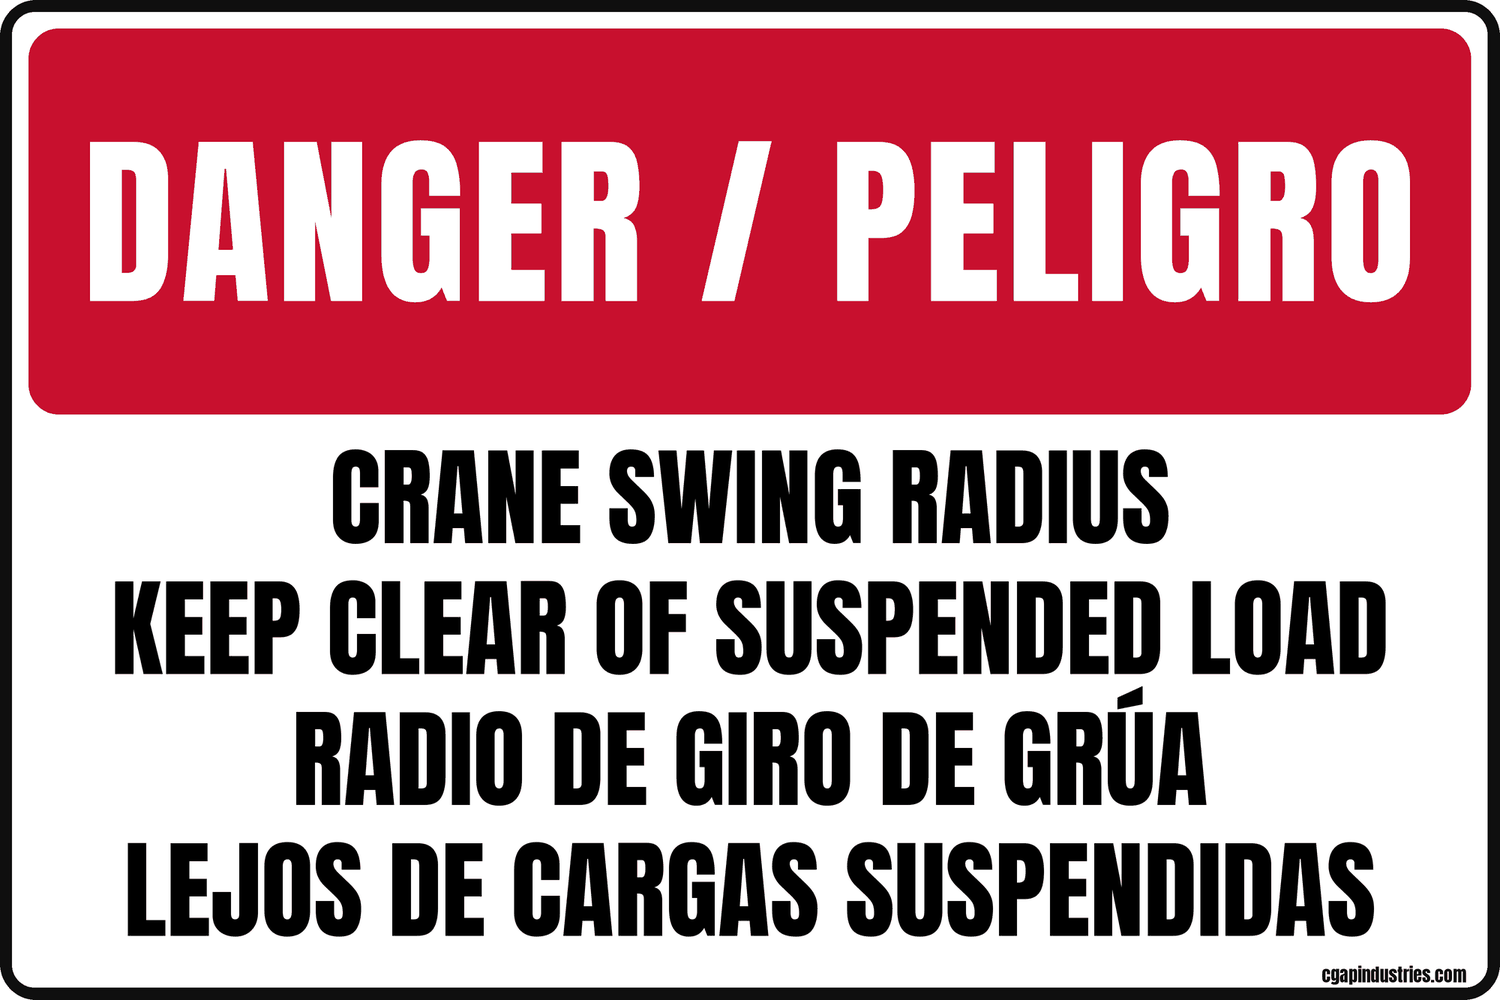 DANGER / PELIGRO
CRANE SWING RADIUS
KEEP CLEAR OF SUSPENDED LOAD
RADIO DE GIRO DE GRÚA
LEJOS DE CARGAS SUSPENDIDAS
cgapindustries.com